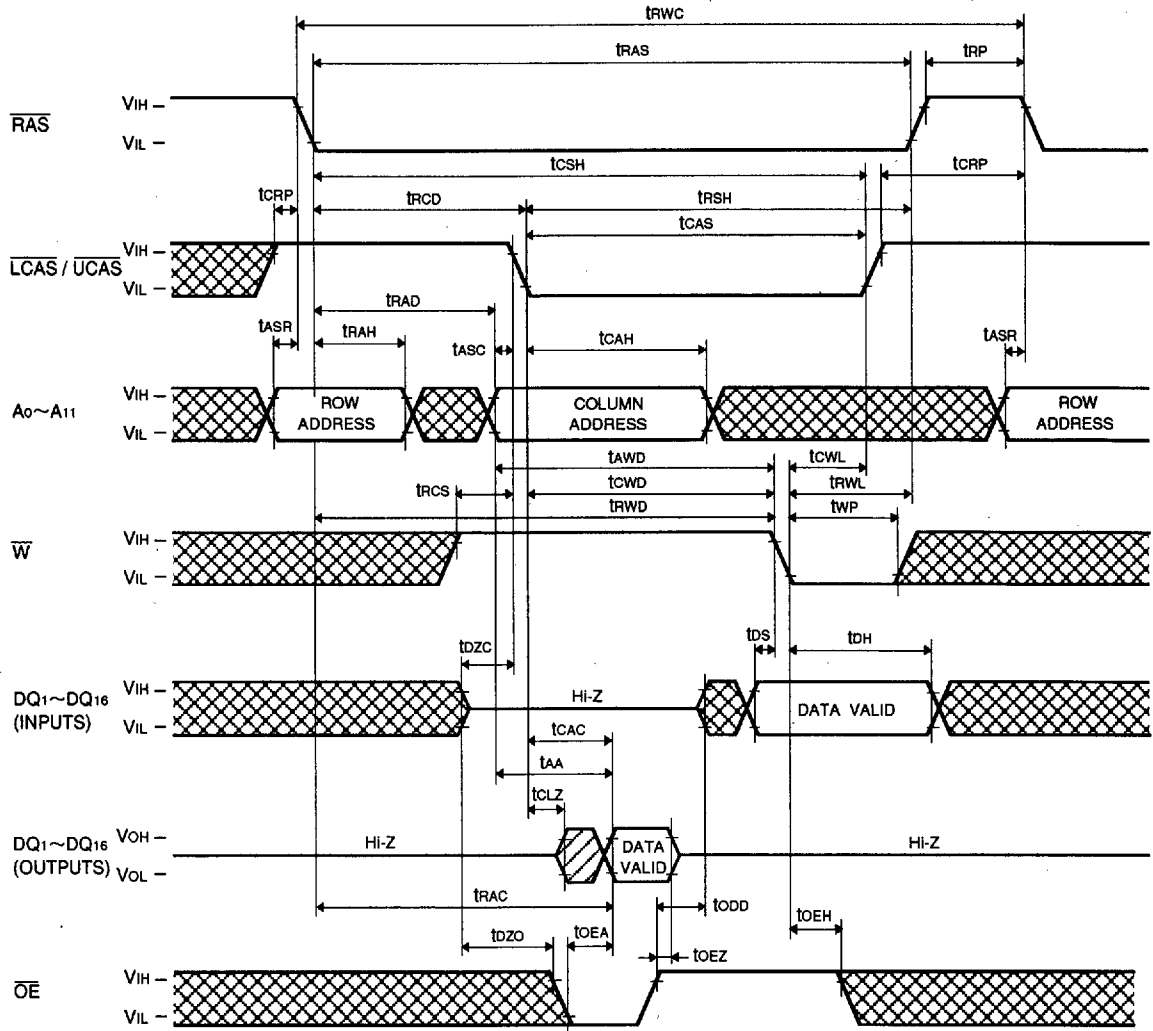 tRWC
tRAS
tRP
RAS
VIH
VIL
tCSH
tCRP
tCRP
tRCD
tRSH
tCAS
LCAS / UCAS
VIH
VIL
tRAD
tASR
tRAH
tASC
tCAH
tASR
A0~A11
VIH
VIL
ROW
ADDRESS
COLUMN
ADDRESS
ROW
ADDRESS
tAWD
tCWL
tRCS
tCWD
tRWL
tRWD
tWP
W
VIH
VIL
tDZC
tDS
tDH
DQ1~DQ16
(INPUTS)
VIH
VIL
Hi-Z
DATA VALID
tCAC
tAA
tCLZ
DQ1~DQ16
(OUTPUTS)
VOH
VOL
Hi-Z
DATA
VALID
Hi-Z
tRAC
tODD
tDZO
tOEA
tOEZ
tOEH
OE
VIH
VIL